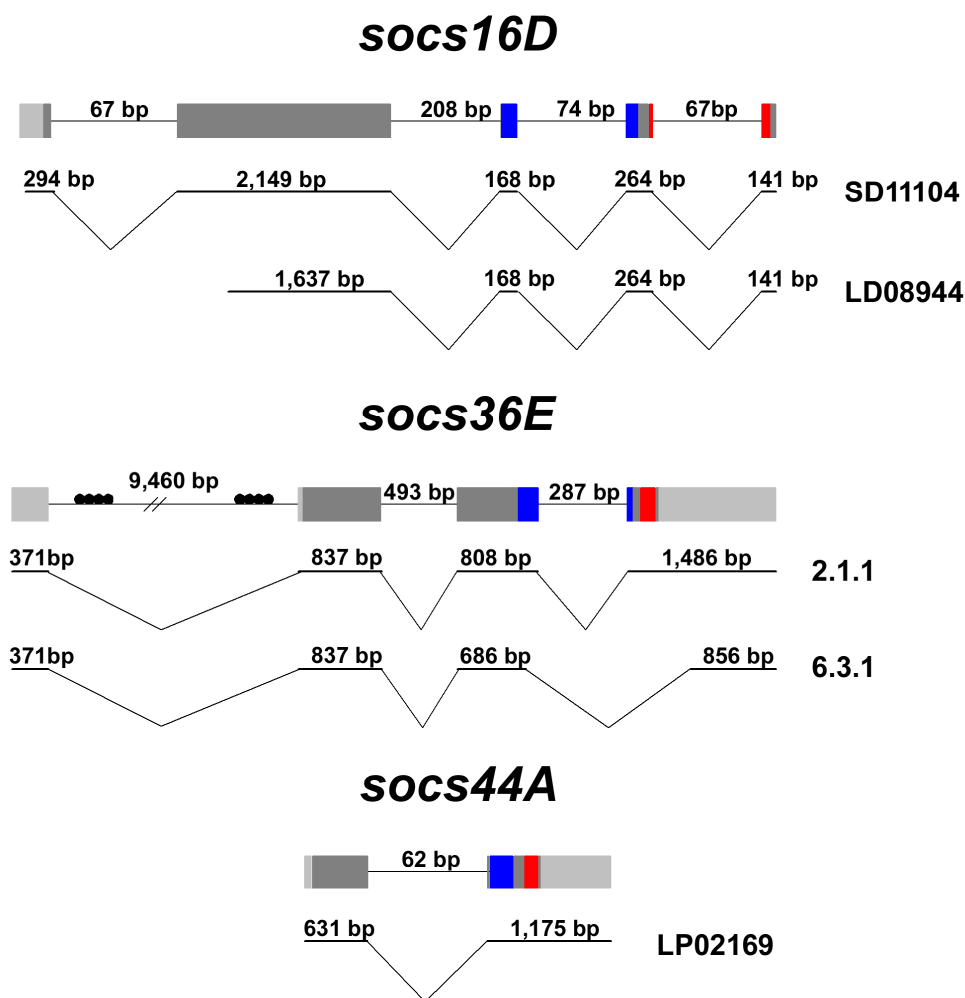 socs16D
67 bp 208 bp 74 bp 67bp
294 bp 2,149 bp 168 bp 264 bp 141 bp SD11104
1,637 bp 168 bp 264 bp 141 bp LD08944
socs36E
9,460 bp 493 bp 287 bp
371bp 837 bp 808 bp 1,486 bp 2.1.1
371bp 837 bp 686 bp 856 bp 6.3.1
socs44A
62 bp
631 bp 1,175 bp LP02169